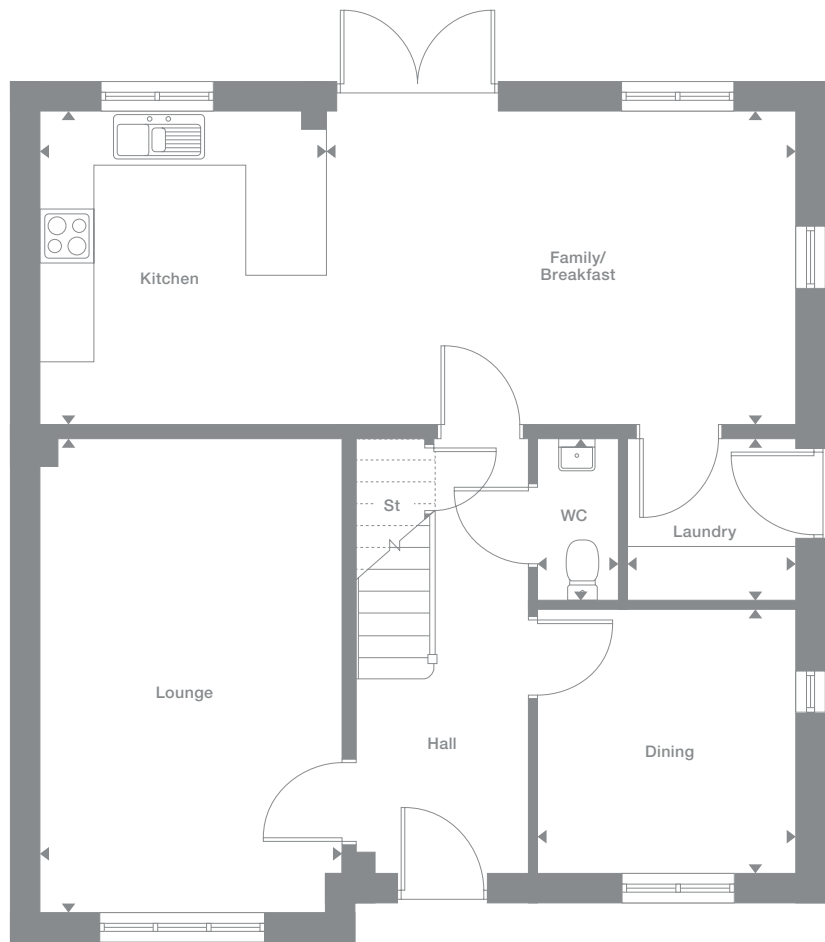 Kitchen
Family/
Breakfast
St
WC
Laundry
Lounge
Hall
Dining